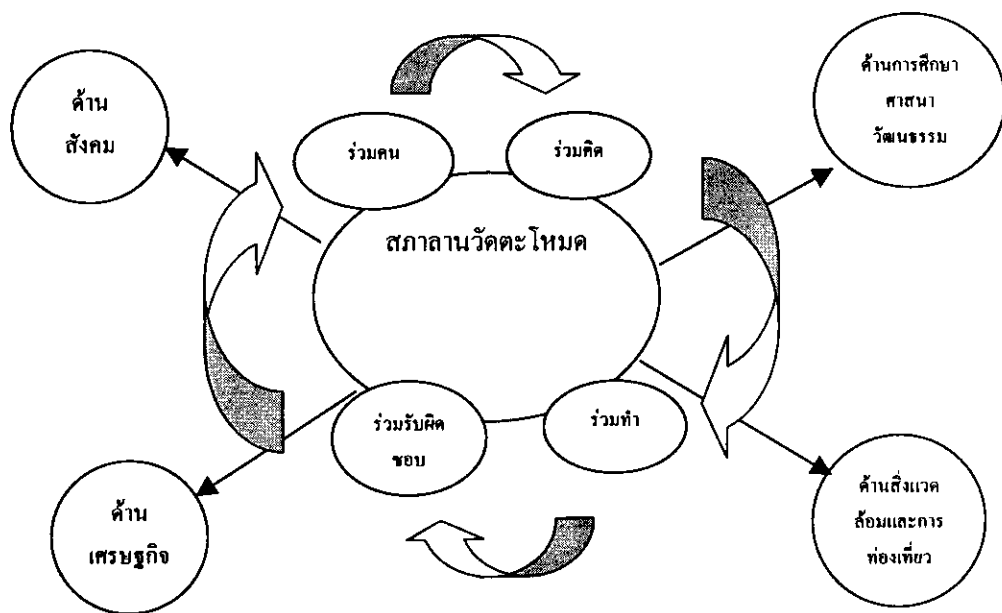 ด้าน
สังคม
ร่วมคน
ร่วมคิด
ด้านการศึกษา
ศาสนา
วัฒนธรรม
สภาลานวัดตะโหมด
ร่วมรับผิด
ชอบ
ร่วมทำ
ด้าน
เศรษฐกิจ
ด้านสิ่งแวด
ล้อมและการ
ท่องเที่ยว